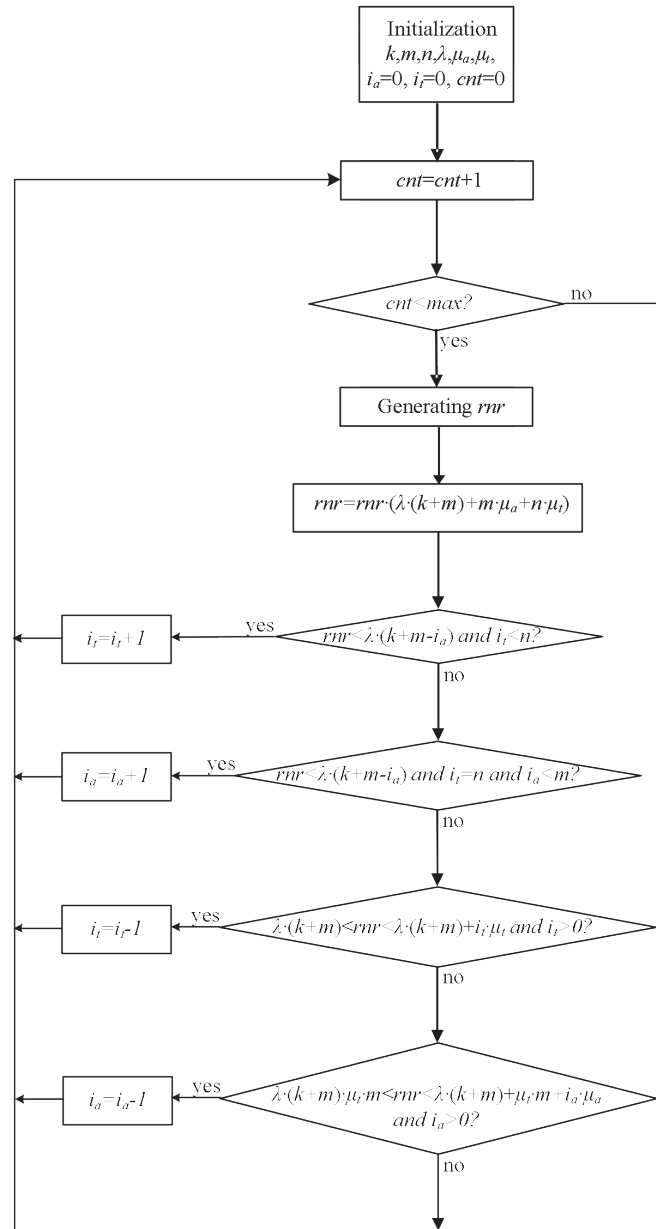 Initialization
k,m,n,λ,μₐ,μₜ,
iₐ=0, iₜ=0, cnt=0
cnt=cnt+1
cnt<max?
no
yes
Generating rnr
rnr=rnr·(λ·(k+m)+m·μₐ+n·μₜ)
iₜ=iₜ+1
yes
rnr<λ·(k+m-iₐ) and iₜ<n?
no
iₐ=iₐ+1
yes
rnr<λ·(k+m-iₐ) and iₜ=n and iₐ<m?
no
iₜ=iₜ-1
yes
λ·(k+m)<rnr<λ·(k+m)+iₜ·μₜ and iₜ>0?
no
iₐ=iₐ-1
yes
λ·(k+m)·μₜ·m<rnr<λ·(k+m)+μₜ·m+iₐ·μₐ
and iₐ>0?
no